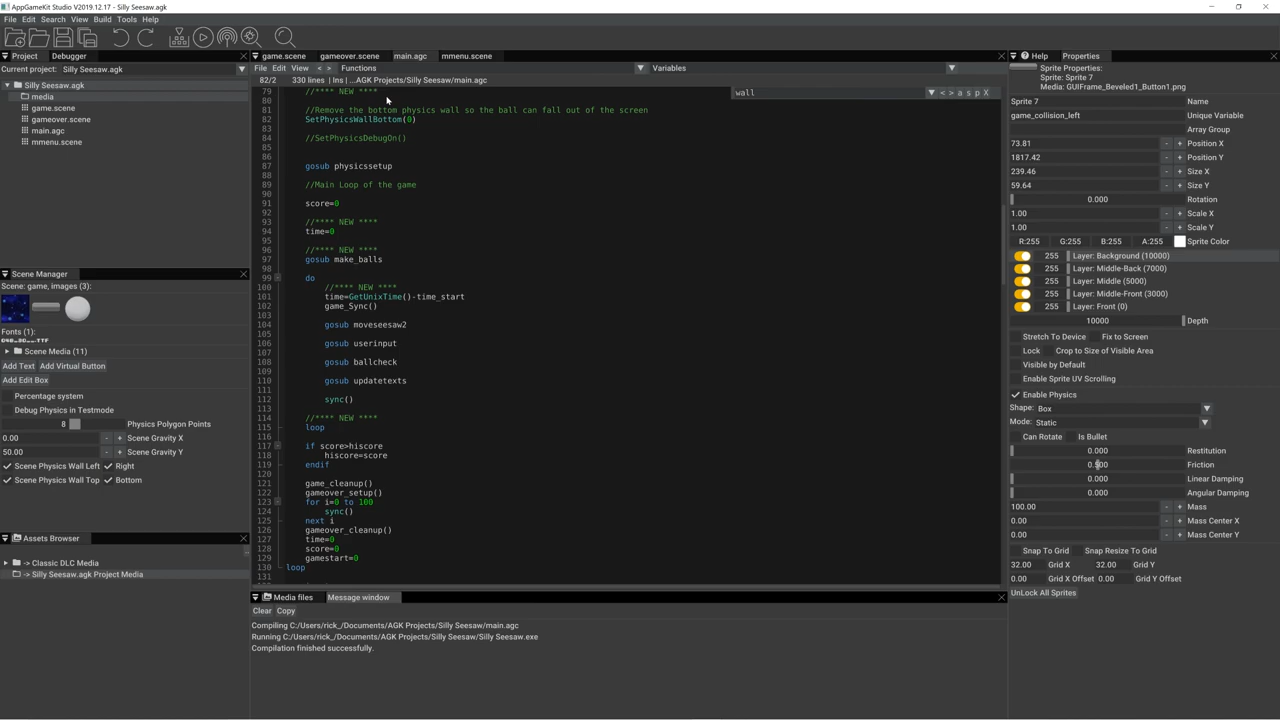 AppGameKit Studio V2019.12.17 - Silly Seesaw.agk
File Edit Search View Build Tools Help
Project Debugger
Current project: Silly Seesaw.agk
Silly Seesaw.agk
media
game.scene
gameover.scene
main.agc
mmenu.scene
Scene Manager
Scene: game, images (3):
Fonts (1):
Scene Media (11)
Add Text Add Virtual Button
Add Edit Box
Percentage system
Debug Physics in Testmode
8 Physics Polygon Points
0.00 - + Scene Gravity X
50.00 - + Scene Gravity Y
Scene Physics Wall Left Right
Scene Physics Wall Top Bottom
Assets Browser
..
-> Classic DLC Media
-> Silly Seesaw.agk Project Media
game.scene gameover.scene main.agc mmenu.scene
File Edit View < > Functions Variables
82/2 330 lines | Ins | ...AGK Projects/Silly Seesaw/main.agc
wall < > a s p X
79 //**** NEW ****
80
81 //Remove the bottom physics wall so the ball can fall out of the screen
82 SetPhysicsWallBottom(0)
83
84 //SetPhysicsDebugOn()
85
86
87 gosub physicssetup
88
89 //Main Loop of the game
90
91 score=0
92
93 //**** NEW ****
94 time=0
95
96 //**** NEW ****
97 gosub make_balls
98
99 do
100 //**** NEW ****
101 time=GetUnixTime()-time_start
102 game_Sync()
103
104 gosub moveseesaw2
105
106 gosub userinput
107
108 gosub ballcheck
109
110 gosub updatetexts
111
112 sync()
113
114 //**** NEW ****
115 loop
116
117 if score>hiscore
118 hiscore=score
119 endif
120
121 game_cleanup()
122 gameover_setup()
123 for i=0 to 100
124 sync()
125 next i
126 gameover_cleanup()
127 time=0
128 score=0
129 gamestart=0
130 loop
131
Media files Message window
Clear Copy
Compiling C:/Users/rick_/Documents/AGK Projects/Silly Seesaw/main.agc
Running C:/Users/rick_/Documents/AGK Projects/Silly Seesaw/Silly Seesaw.exe
Compilation finished successfully.
Help Properties
Sprite Properties:
Sprite: Sprite 7
Media: GUIFrame_Beveled1_Button1.png
Sprite 7 Name
game_collision_left Unique Variable
Array Group
73.81 - + Position X
1817.42 - + Position Y
239.46 - + Size X
59.64 - + Size Y
0.000 Rotation
1.00 - + Scale X
1.00 - + Scale Y
R:255 G:255 B:255 A:255 Sprite Color
255 Layer: Background (10000)
255 Layer: Middle-Back (7000)
255 Layer: Middle (5000)
255 Layer: Middle-Front (3000)
255 Layer: Front (0)
10000 Depth
Stretch To Device Fix to Screen
Lock Crop to Size of Visible Area
Visible by Default
Enable Sprite UV Scrolling
Enable Physics
Shape: Box
Mode: Static
Can Rotate Is Bullet
0.000 Restitution
0.500 Friction
0.000 Linear Damping
0.000 Angular Damping
100.00 - + Mass
0.00 - + Mass Center X
0.00 - + Mass Center Y
Snap To Grid Snap Resize To Grid
32.00 Grid X 32.00 Grid Y
0.00 Grid X Offset 0.00 Grid Y Offset
UnLock All Sprites